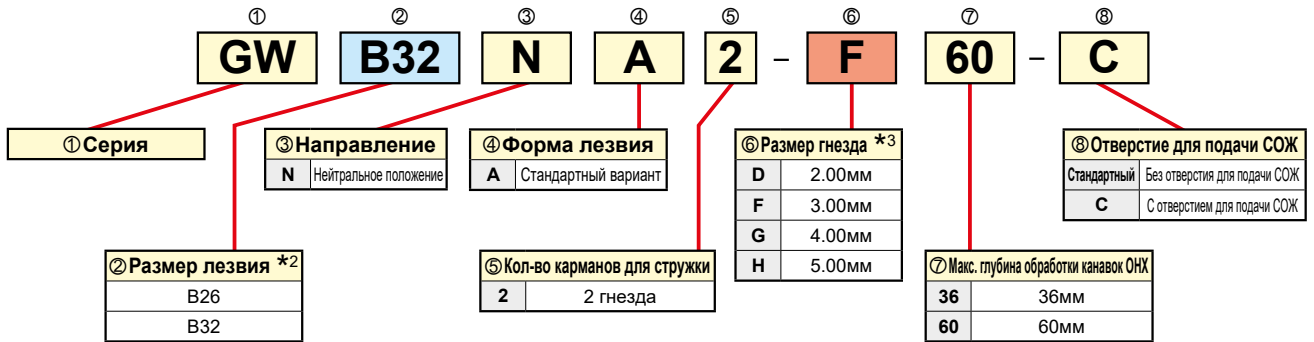 ① ② ③ ④ ⑤ ⑥ ⑦ ⑧
GW B32 N A 2 – F 60 – C
①Серия
③Направление
N Нейтральное положение
④Форма лезвия
A Стандартный вариант
⑥Размер гнезда *3
D 2.00мм
F 3.00мм
G 4.00мм
H 5.00мм
⑧Отверстие для подачи СОЖ
Стандартный Без отверстия для подачи СОЖ
C С отверстием для подачи СОЖ
②Размер лезвия *2
B26
B32
⑤Кол-во карманов для стружки
2 2 гнезда
⑦Макс. глубина обработки канавок ОНХ
36 36мм
60 60мм